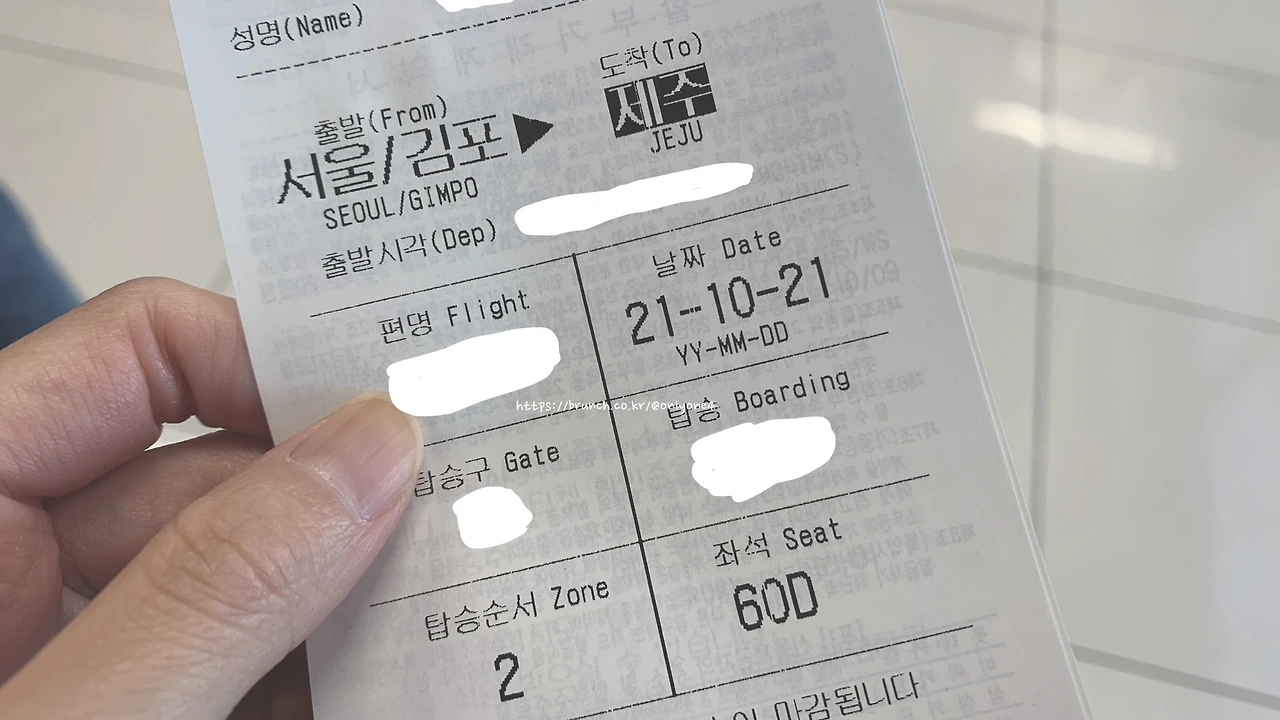 성명(Name)
출발(From)
서울/김포 ▶
SEOUL/GIMPO
도착(To)
제주
JEJU
출발시각(Dep)
편명 Flight
날짜 Date
21-10-21
YY-MM-DD
탑승 Boarding
https://brunch.co.kr/@onlyone4
탑승구 Gate
탑승순서 Zone
2
좌석 Seat
60D
마감됩니다